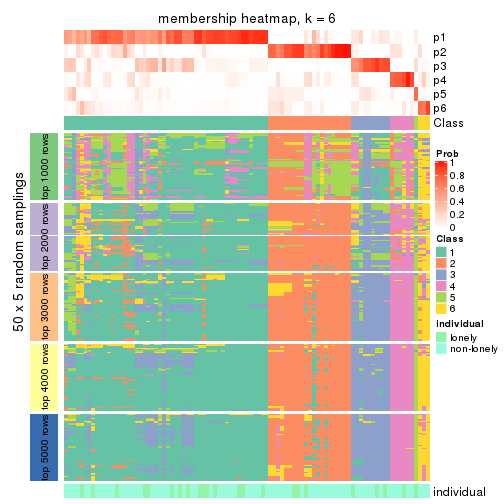 membership heatmap, k = 6
p1
p2
p3
p4
p5
p6
Class
50 x 5 random samplings
top 1000 rows
top 2000 rows
top 3000 rows
top 4000 rows
top 5000 rows
Prob
1
0.8
0.6
0.4
0.2
0
Class
1
2
3
4
5
6
individual
lonely
non-lonely
individual